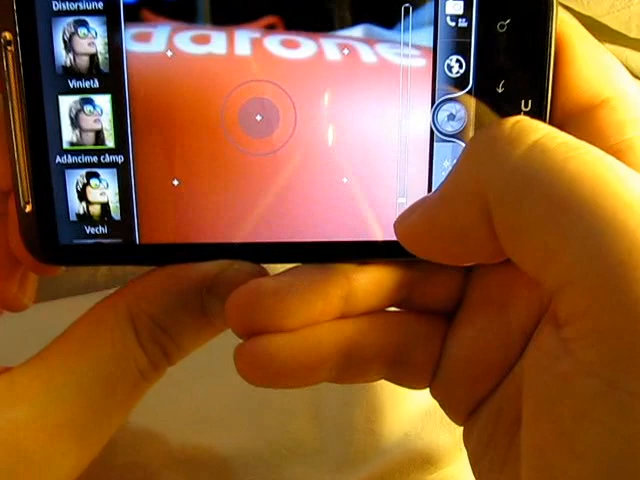 Distorsiune
Vinietă
Adâncime câmp
Vechi
dafone